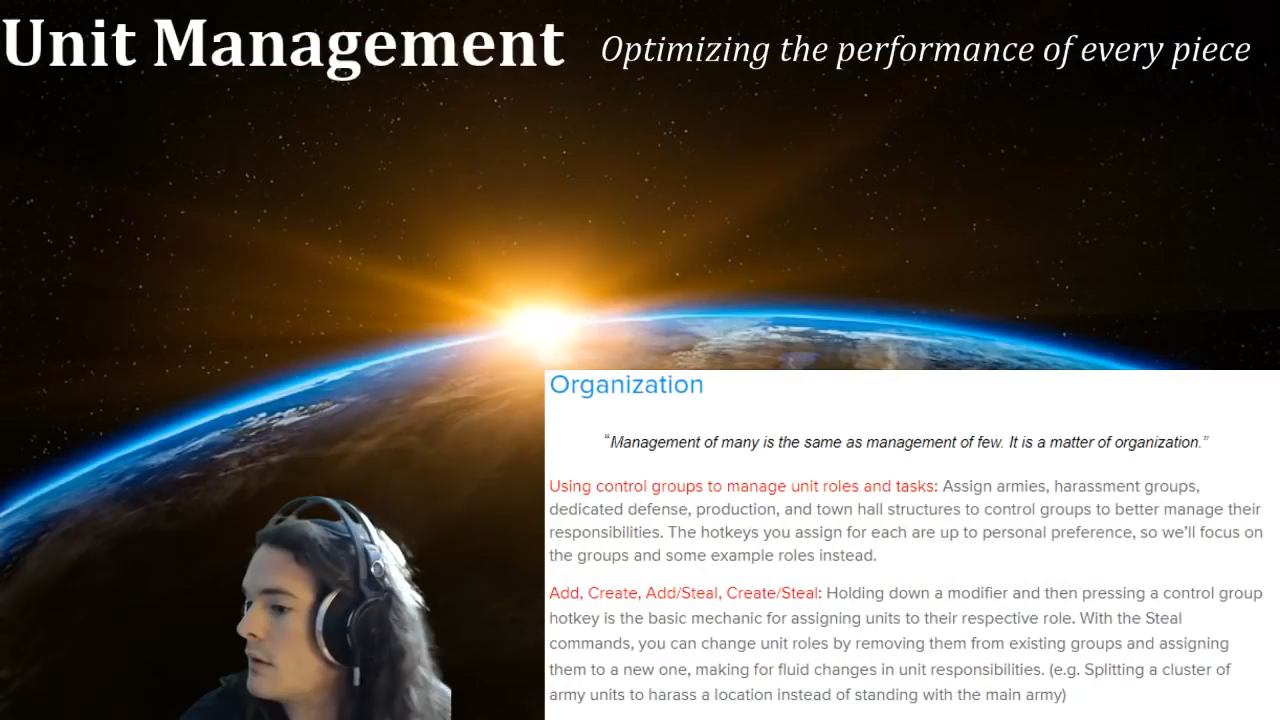 Unit Management
Optimizing the performance of every piece
Organization
“Management of many is the same as management of few. It is a matter of organization.”
Using control groups to manage unit roles and tasks: Assign armies, harassment groups,
dedicated defense, production, and town hall structures to control groups to better manage their
responsibilities. The hotkeys you assign for each are up to personal preference, so we’ll focus on
the groups and some example roles instead.
Add, Create, Add/Steal, Create/Steal: Holding down a modifier and then pressing a control group
hotkey is the basic mechanic for assigning units to their respective role. With the Steal
commands, you can change unit roles by removing them from existing groups and assigning
them to a new one, making for fluid changes in unit responsibilities. (e.g. Splitting a cluster of
army units to harass a location instead of standing with the main army)